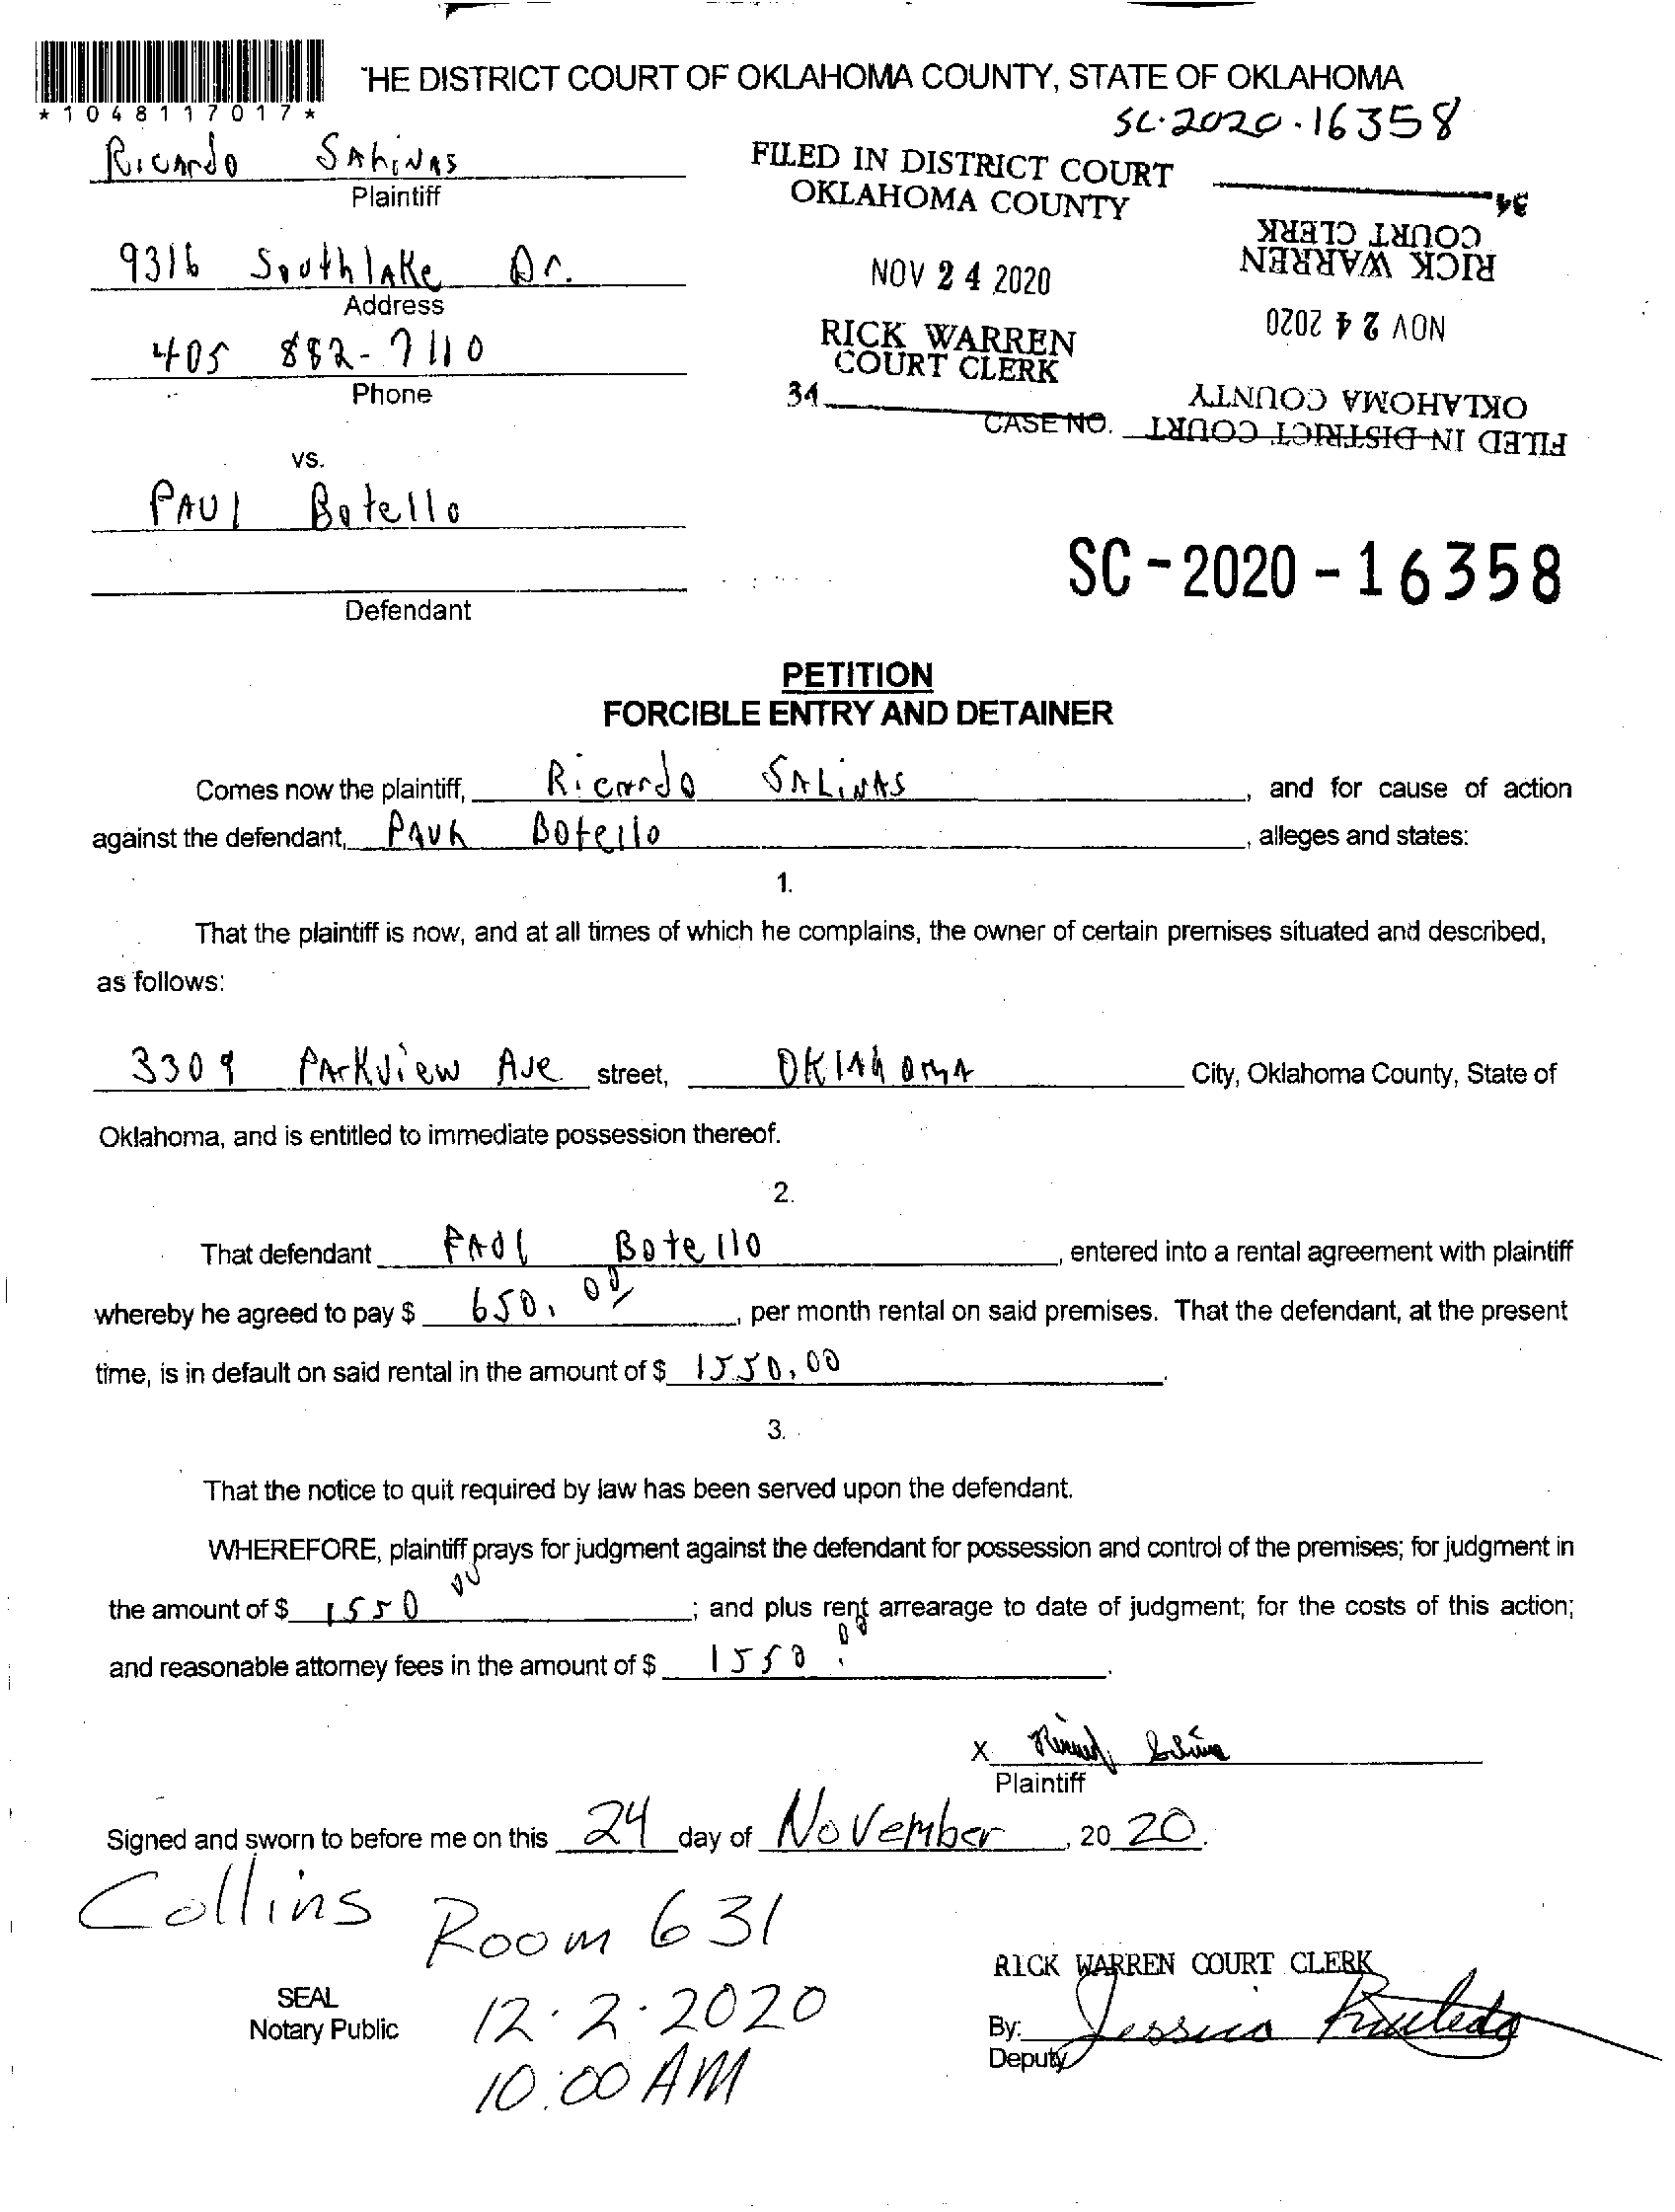 'HE DISTRICT COURT OF OKLAHOMA COUNTY, STATE OF OKLAHOMA
*1048117017*
SC-2020-16358
Ricardo Salinas
Plaintiff
FILED IN DISTRICT COURT
OKLAHOMA COUNTY
9316 Southlake Dr.
Address
NOV 24 2020
405 882-7110
Phone
RICK WARREN
COURT CLERK
34
34
COURT CLERK
RICK WARREN
NOV 24 2020
OKLAHOMA COUNTY
FILED IN DISTRICT COURT
CASE NO.
vs.
Paul Botello
Defendant
SC-2020-16358
PETITION
FORCIBLE ENTRY AND DETAINER
Comes now the plaintiff, Ricardo Salinas, and for cause of action
against the defendant, Paul Botello, alleges and states:
1.
That the plaintiff is now, and at all times of which he complains, the owner of certain premises situated and described,
as follows:
3309 Parkview Ave street, Oklahoma City, Oklahoma County, State of
Oklahoma, and is entitled to immediate possession thereof.
2.
That defendant Paul Botello, entered into a rental agreement with plaintiff
whereby he agreed to pay $ 650.00, per month rental on said premises. That the defendant, at the present
time, is in default on said rental in the amount of $ 1550.00.
3.
That the notice to quit required by law has been served upon the defendant.
WHEREFORE, plaintiff prays for judgment against the defendant for possession and control of the premises; for judgment in
the amount of $ 1550 00; and plus rent arrearage to date of judgment; for the costs of this action;
and reasonable attorney fees in the amount of $ 1550.00.
X
Plaintiff
Signed and sworn to before me on this 24 day of November, 2020.
Collins Room 631
12.2.2020
10:00 AM
SEAL
Notary Public
RICK WARREN COURT CLERK
By: Jessica
Deputy